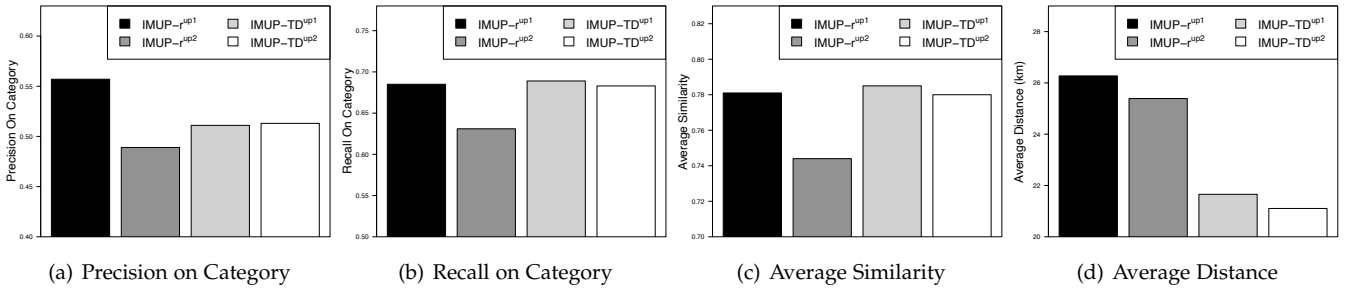 IMUP−r^up1 IMUP−TD^up1
IMUP−r^up2 IMUP−TD^up2
Precision On Category
0.60
0.55
0.50
0.45
0.40
(a) Precision on Category
IMUP−r^up1 IMUP−TD^up1
IMUP−r^up2 IMUP−TD^up2
Recall On Category
0.75
0.70
0.65
0.60
0.55
0.50
(b) Recall on Category
IMUP−r^up1 IMUP−TD^up1
IMUP−r^up2 IMUP−TD^up2
Average Similarity
0.82
0.80
0.78
0.76
0.74
0.72
0.70
(c) Average Similarity
IMUP−r^up1 IMUP−TD^up1
IMUP−r^up2 IMUP−TD^up2
Average Distance (km)
28
26
24
22
20
(d) Average Distance